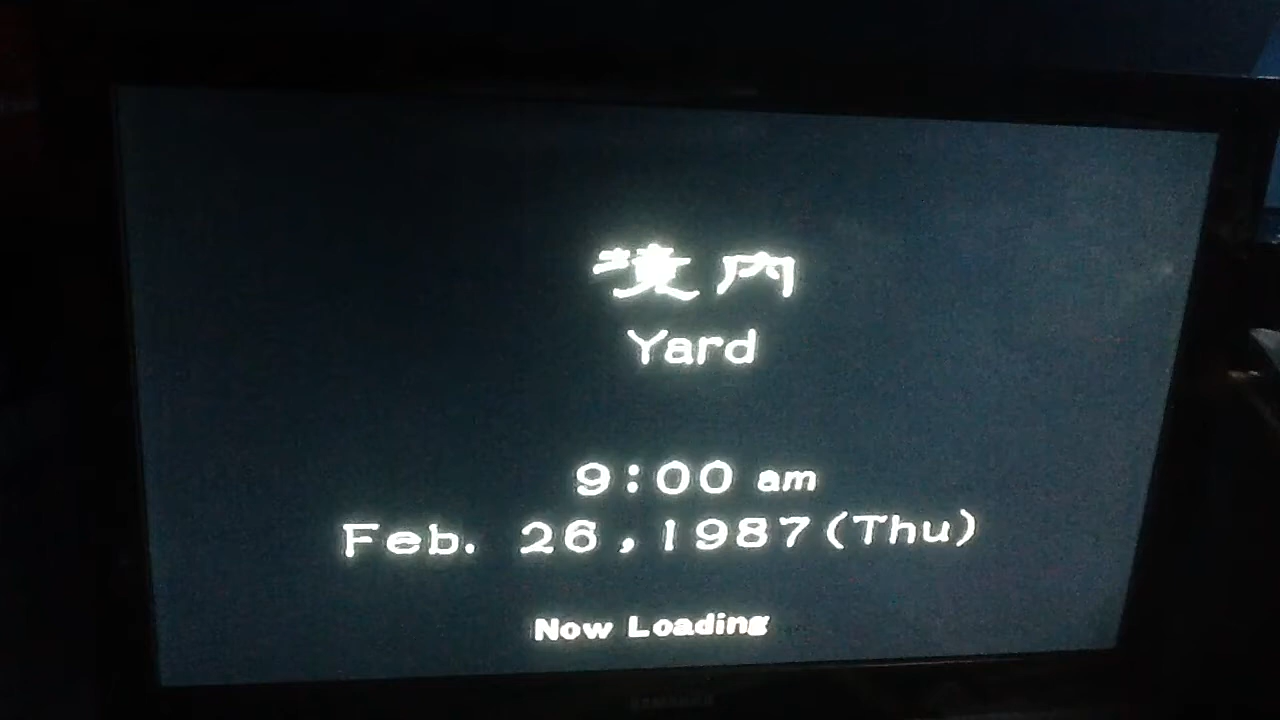 境内
Yard
9:00 am
Feb. 26,1987(Thu)
Now Loading